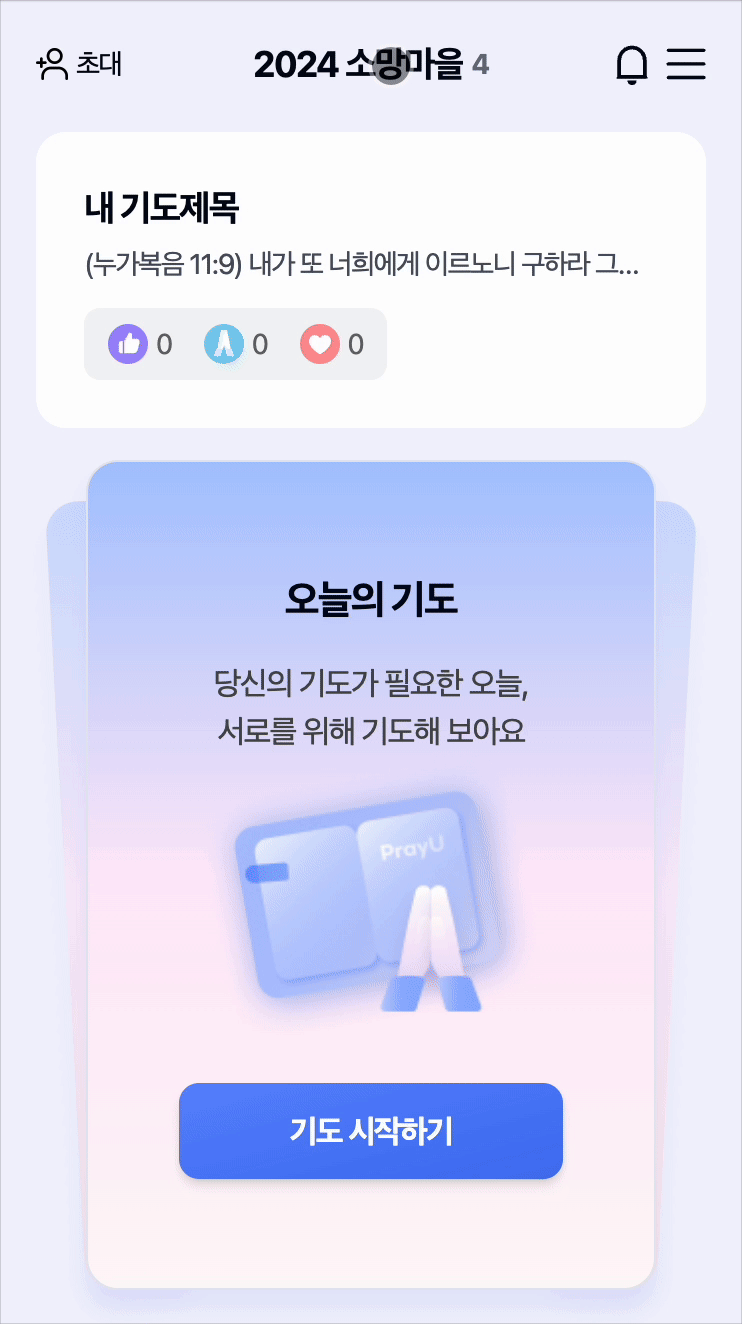 초대
2024 소망마을 4
내 기도제목
(누가복음 11:9) 내가 또 너희에게 이르노니 구하라 그...
0 0 0
오늘의 기도
당신의 기도가 필요한 오늘,
서로를 위해 기도해 보아요
PrayU
기도 시작하기